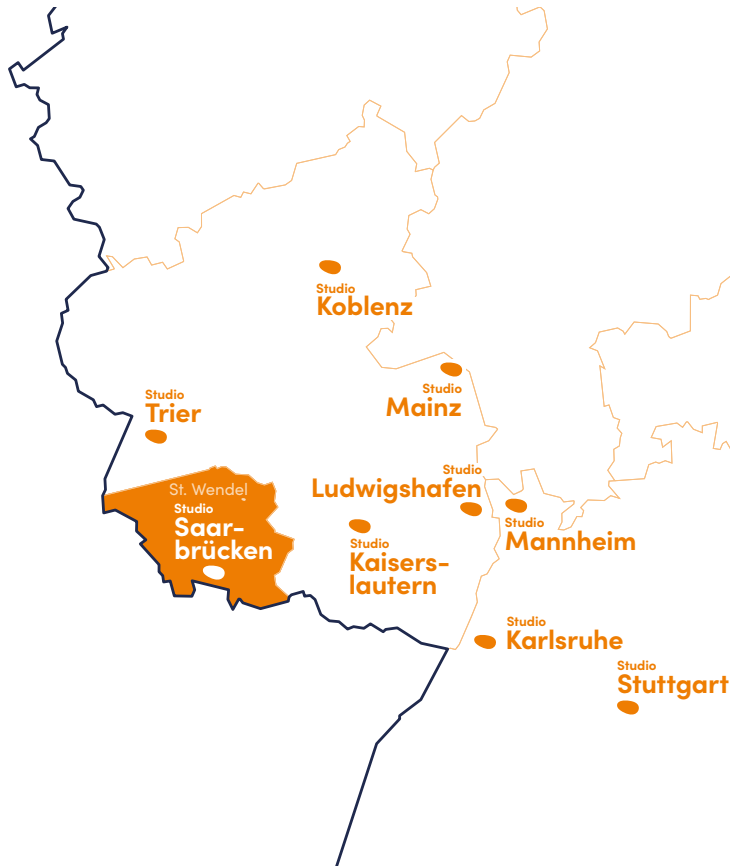 Studio
Koblenz
Studio
Mainz
Studio
Trier
St. Wendel
Studio
Saar-
brücken
Studio
Ludwigshafen
Studio
Mannheim
Studio
Kaisers-
lautern
Studio
Karlsruhe
Studio
Stuttgart